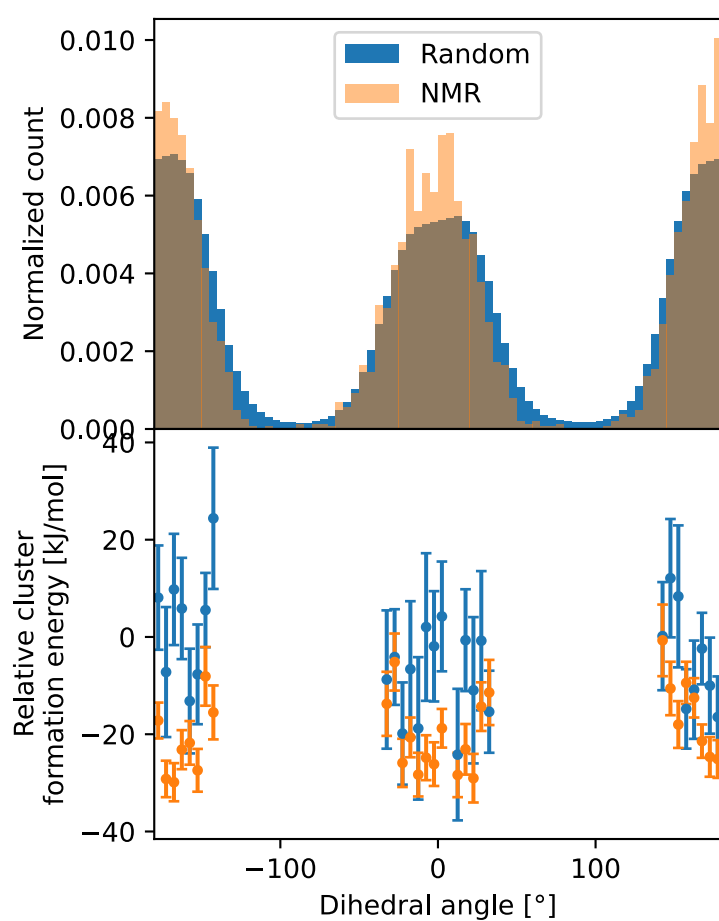 0.010
0.008
0.006
0.004
0.002
0.000
Normalized count
Random
NMR
40
20
0
−20
−40
Relative cluster
formation energy [kJ/mol]
−100
0
100
Dihedral angle [°]